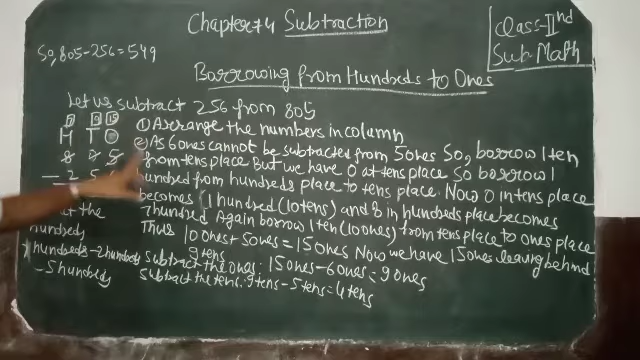 Chapter 4 Subtraction
Class-IInd
Sub-Math
So, 805-256=549
Borrowing from Hundreds to Ones
Let us subtract 256 from 805
7 9 15
H T O
8 0 5
- 2 5
① Arrange the numbers in column
② As 6 ones cannot be subtracted from 5 ones So, borrow 1 ten
from tens place But we have 0 at tens place So borrow 1
hundred from hundreds place to tens place. Now 0 in tens place
becomes (1 hundred (10 tens) and 8 in hundreds place becomes
7 hundred Again borrow 1 ten (10 ones) from tens place to ones place
Thus 10 ones + 5 ones = 15 ones Now we have 15 ones leaving behind
9 tens
Subtract the ones: 15 ones - 6 ones = 9 ones
Subtract the tens: 9 tens - 5 tens = 4 tens
the
hundreds
7 hundreds - 2 hundreds
- 5 hundreds